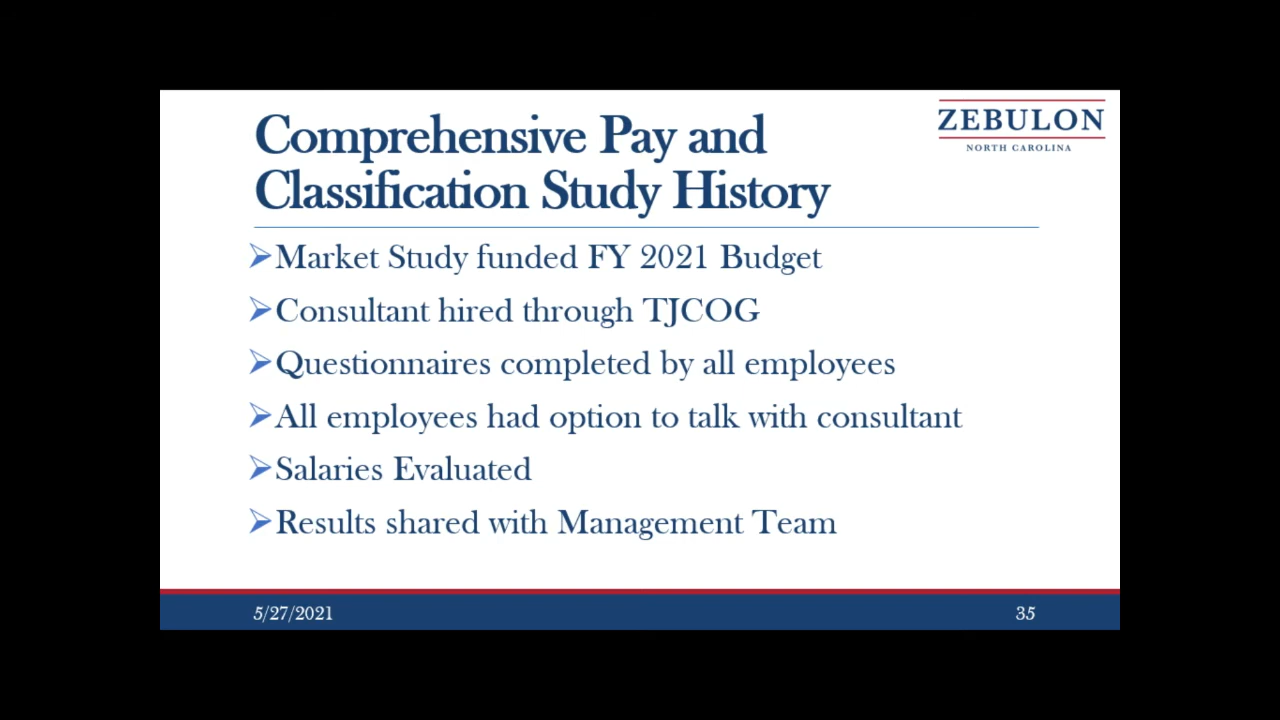 Comprehensive Pay and
Classification Study History
ZEBULON
NORTH CAROLINA
Market Study funded FY 2021 Budget
Consultant hired through TJCOG
Questionnaires completed by all employees
All employees had option to talk with consultant
Salaries Evaluated
Results shared with Management Team
5/27/2021
35